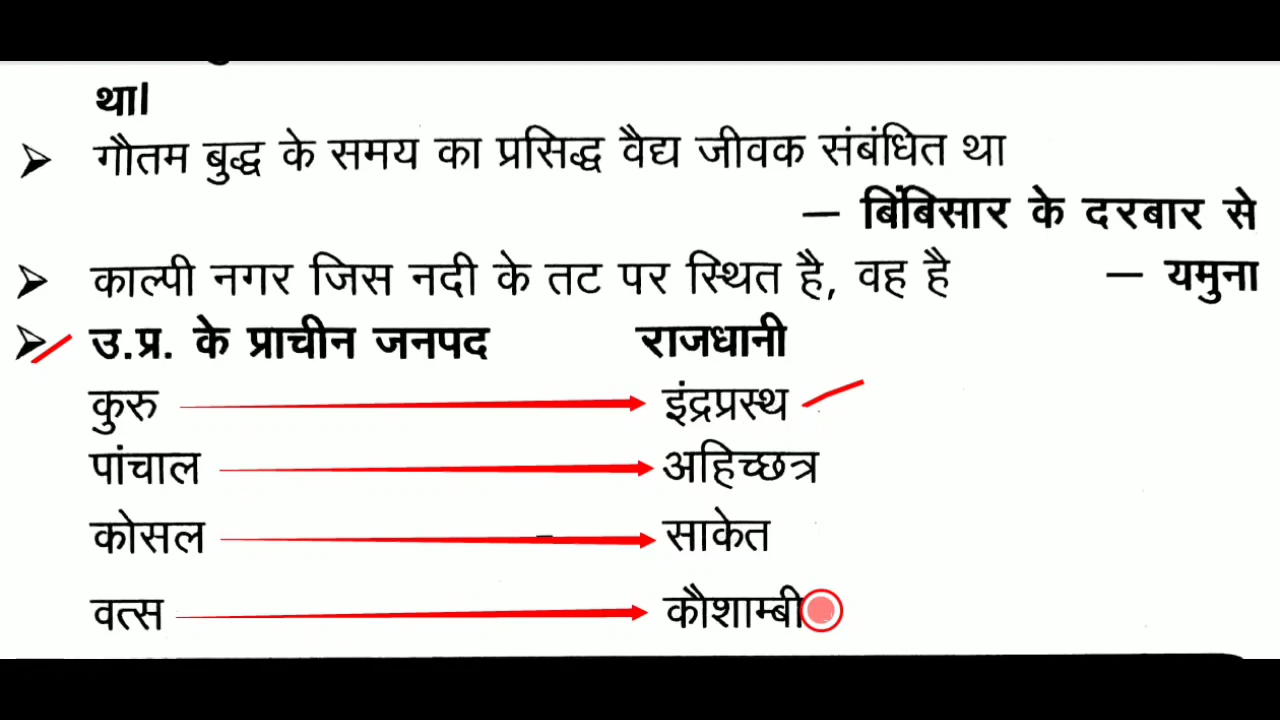 था।
➤ गौतम बुद्ध के समय का प्रसिद्ध वैद्य जीवक संबंधित था
— बिंबिसार के दरबार से
➤ काल्पी नगर जिस नदी के तट पर स्थित है, वह है — यमुना
➤ उ.प्र. के प्राचीन जनपद राजधानी
कुरु इंद्रप्रस्थ
पांचाल अहिच्छत्र
कोसल साकेत
वत्स कौशाम्बी